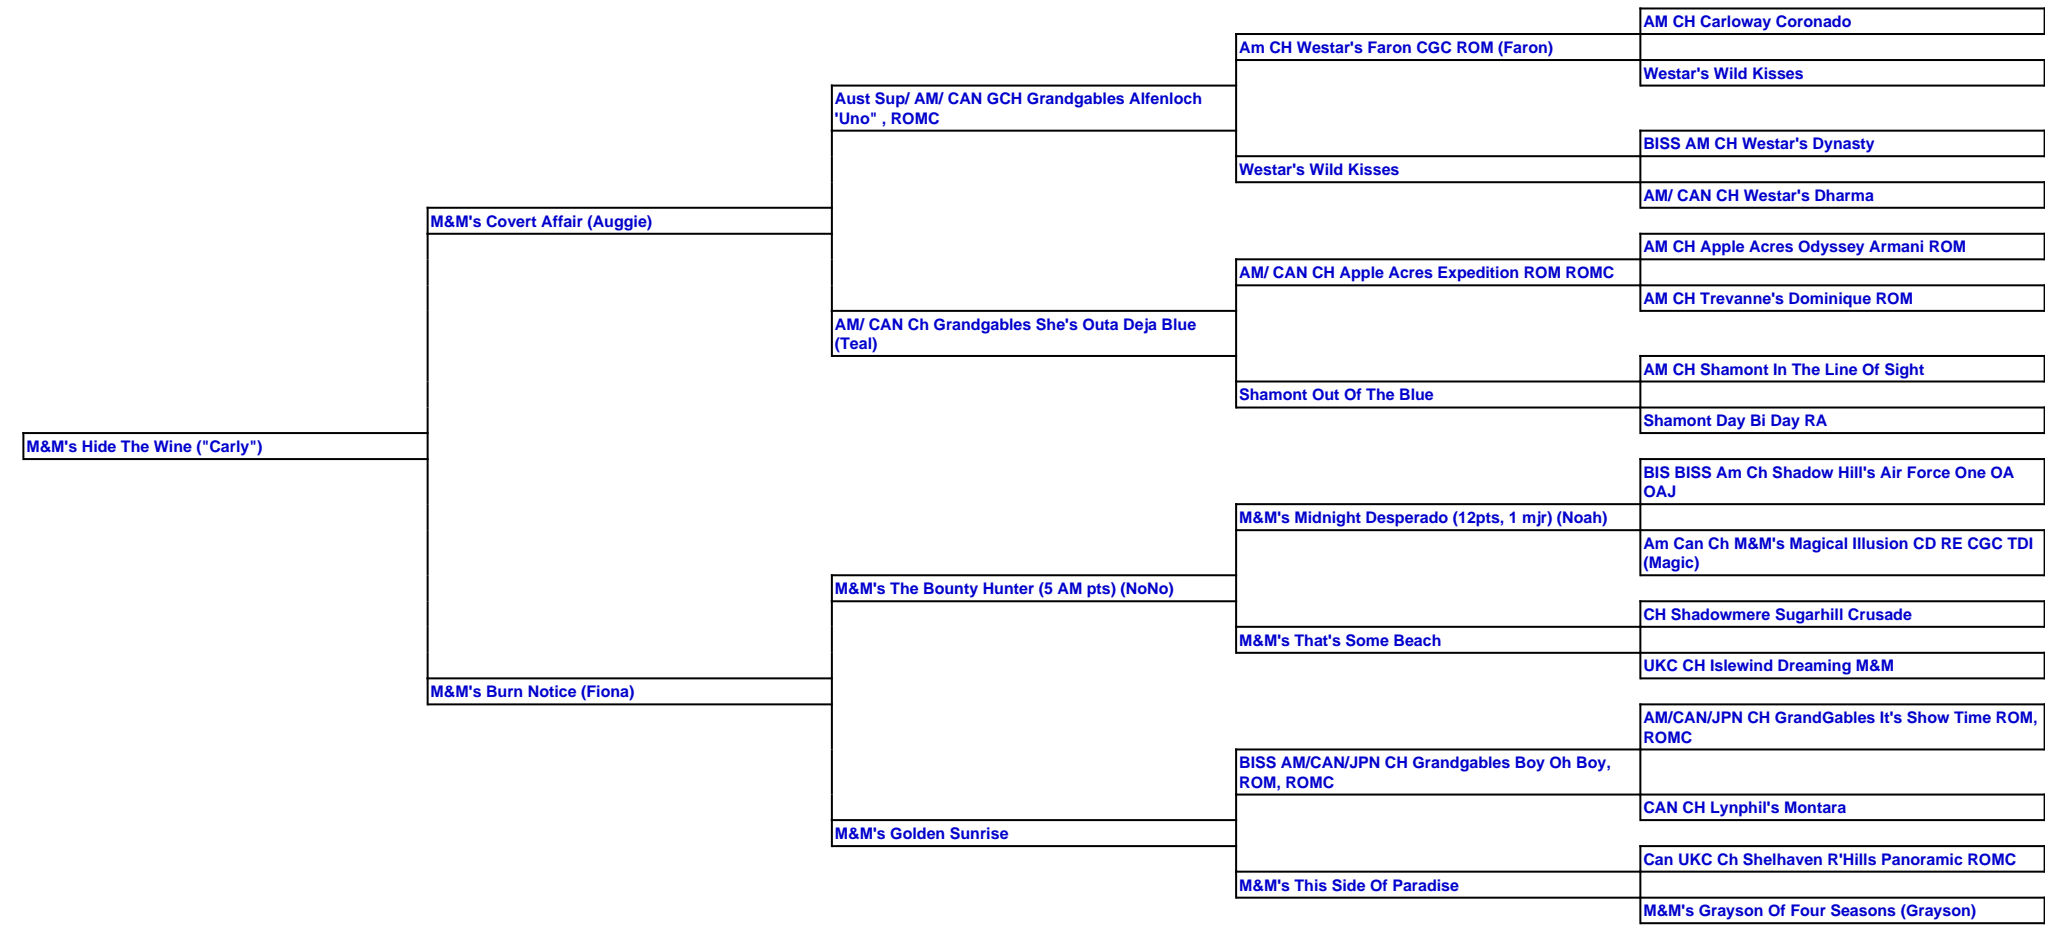 AM CH Carloway Coronado
Am CH Westar's Faron CGC ROM (Faron)
Westar's Wild Kisses
Aust Sup/ AM/ CAN GCH Grandgables Alfenloch
'Uno" , ROMC
BISS AM CH Westar's Dynasty
Westar's Wild Kisses
AM/ CAN CH Westar's Dharma
M&M's Covert Affair (Auggie)
AM CH Apple Acres Odyssey Armani ROM
AM/ CAN CH Apple Acres Expedition ROM ROMC
AM CH Trevanne's Dominique ROM
AM/ CAN Ch Grandgables She's Outa Deja Blue
(Teal)
AM CH Shamont In The Line Of Sight
Shamont Out Of The Blue
Shamont Day Bi Day RA
M&M's Hide The Wine ("Carly")
BIS BISS Am Ch Shadow Hill's Air Force One OA
OAJ
M&M's Midnight Desperado (12pts, 1 mjr) (Noah)
Am Can Ch M&M's Magical Illusion CD RE CGC TDI
(Magic)
M&M's The Bounty Hunter (5 AM pts) (NoNo)
CH Shadowmere Sugarhill Crusade
M&M's That's Some Beach
UKC CH Islewind Dreaming M&M
M&M's Burn Notice (Fiona)
AM/CAN/JPN CH GrandGables It's Show Time ROM,
ROMC
BISS AM/CAN/JPN CH Grandgables Boy Oh Boy,
ROM, ROMC
CAN CH Lynphil's Montara
M&M's Golden Sunrise
Can UKC Ch Shelhaven R'Hills Panoramic ROMC
M&M's This Side Of Paradise
M&M's Grayson Of Four Seasons (Grayson)